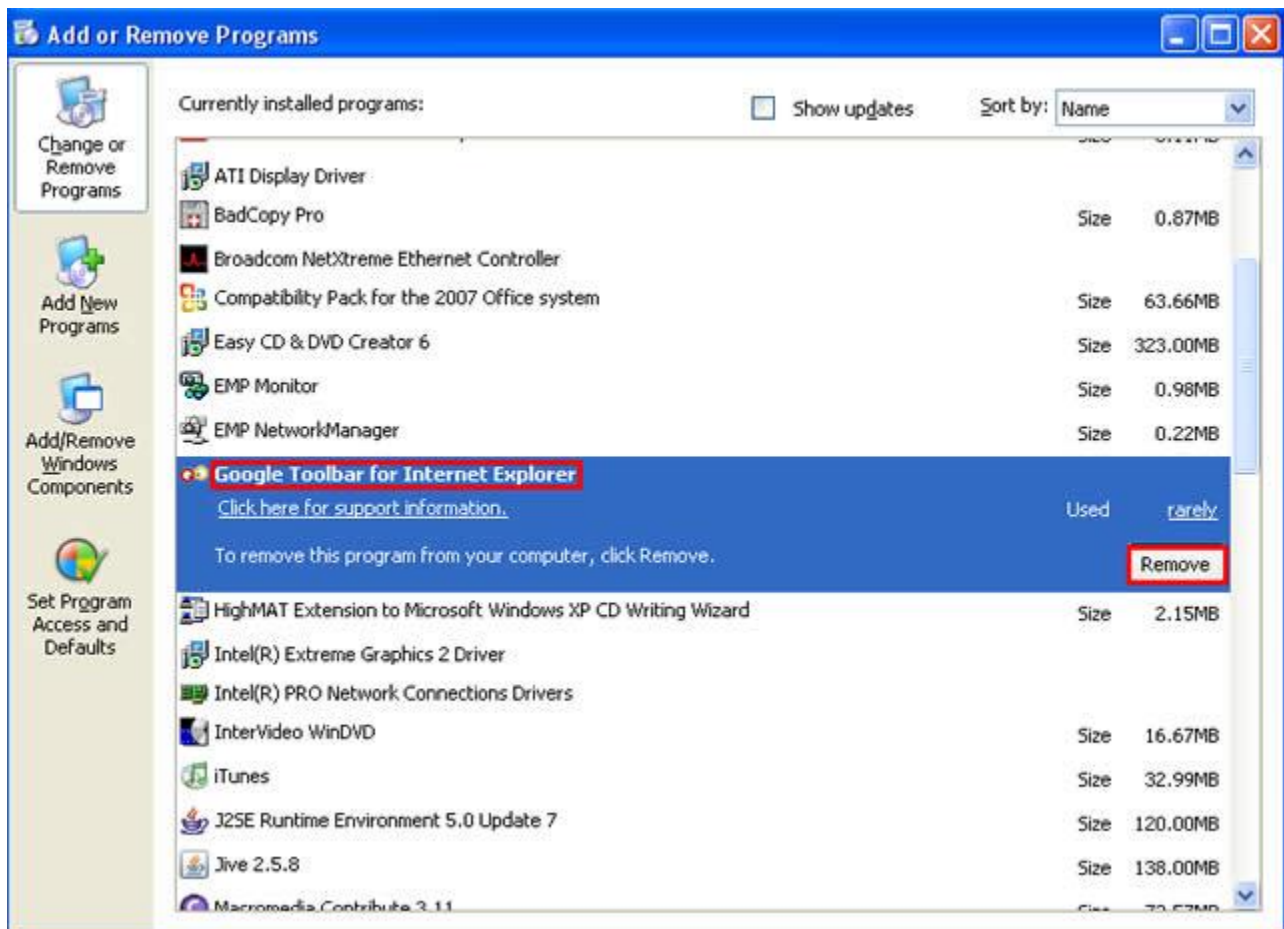 Add or Remove Programs
Change or
Remove
Programs
Add New
Programs
Add/Remove
Windows
Components
Set Program
Access and
Defaults
Currently installed programs:
Show updates
Sort by: Name
ATI Display Driver
BadCopy Pro Size 0.87MB
Broadcom NetXtreme Ethernet Controller
Compatibility Pack for the 2007 Office system Size 63.66MB
Easy CD & DVD Creator 6 Size 323.00MB
EMP Monitor Size 0.98MB
EMP NetworkManager Size 0.22MB
Google Toolbar for Internet Explorer
Click here for support information. Used rarely
To remove this program from your computer, click Remove.
Remove
HighMAT Extension to Microsoft Windows XP CD Writing Wizard Size 2.15MB
Intel(R) Extreme Graphics 2 Driver
Intel(R) PRO Network Connections Drivers
InterVideo WinDVD Size 16.67MB
iTunes Size 32.99MB
J2SE Runtime Environment 5.0 Update 7 Size 120.00MB
Jive 2.5.8 Size 138.00MB
Macromedia Contribute 3.11 Size